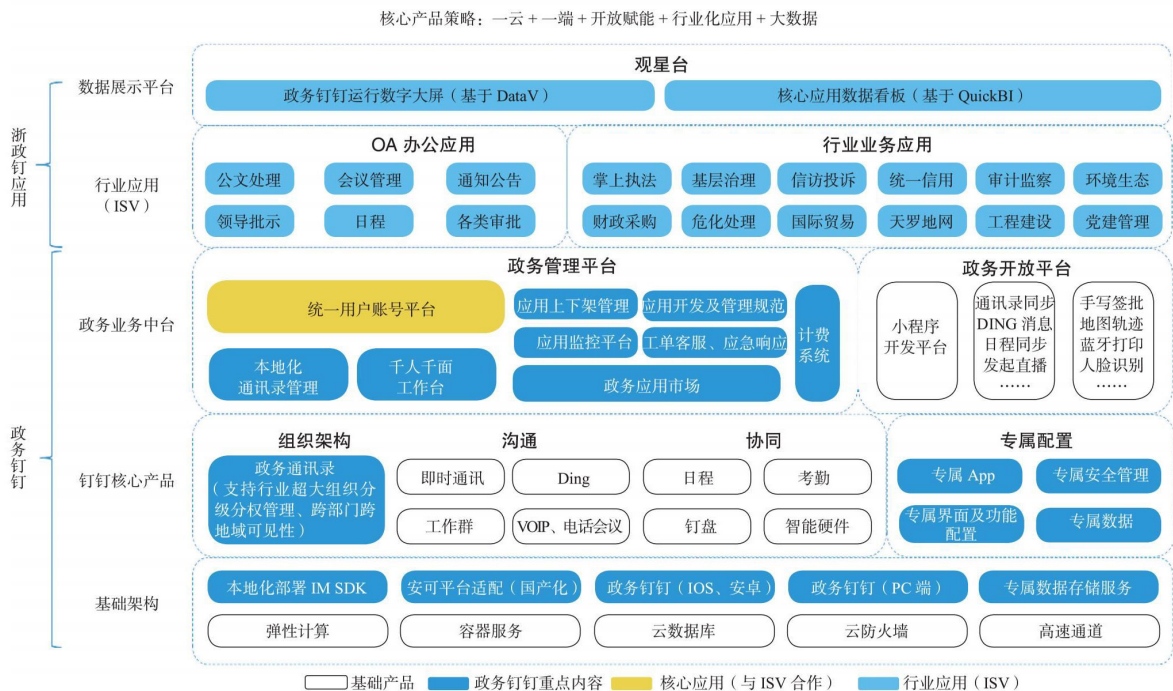 核心产品策略：一云 + 一端 + 开放赋能 + 行业化应用 + 大数据
浙政钉应用
数据展示平台
观星台
政务钉钉运行数字大屏（基于 DataV）
核心应用数据看板（基于 QuickBI）
行业应用
（ISV）
OA 办公应用
公文处理
会议管理
通知公告
领导批示
日程
各类审批
行业业务应用
掌上执法
基层治理
信访投诉
统一信用
审计监察
环境生态
财政采购
危化处理
国际贸易
天罗地网
工程建设
党建管理
政务钉钉
政务业务中台
政务管理平台
统一用户账号平台
本地化
通讯录管理
千人千面
工作台
应用上下架管理
应用开发及管理规范
应用监控平台
工单客服、应急响应
政务应用市场
计费
系统
政务开放平台
小程序
开发平台
通讯录同步
DING 消息
日程同步
发起直播
……
手写签批
地图轨迹
蓝牙打印
人脸识别
……
钉钉核心产品
组织架构
政务通讯录
（支持行业超大组织分
级分权管理、跨部门跨
地域可见性）
沟通
即时通讯
Ding
工作群
VOIP、电话会议
协同
日程
考勤
钉盘
智能硬件
专属配置
专属 App
专属安全管理
专属界面及功能
配置
专属数据
基础架构
本地化部署 IM SDK
安可平台适配（国产化）
政务钉钉（IOS、安卓）
政务钉钉（PC 端）
专属数据存储服务
弹性计算
容器服务
云数据库
云防火墙
高速通道
基础产品
政务钉钉重点内容
核心应用（与 ISV 合作）
行业应用（ISV）